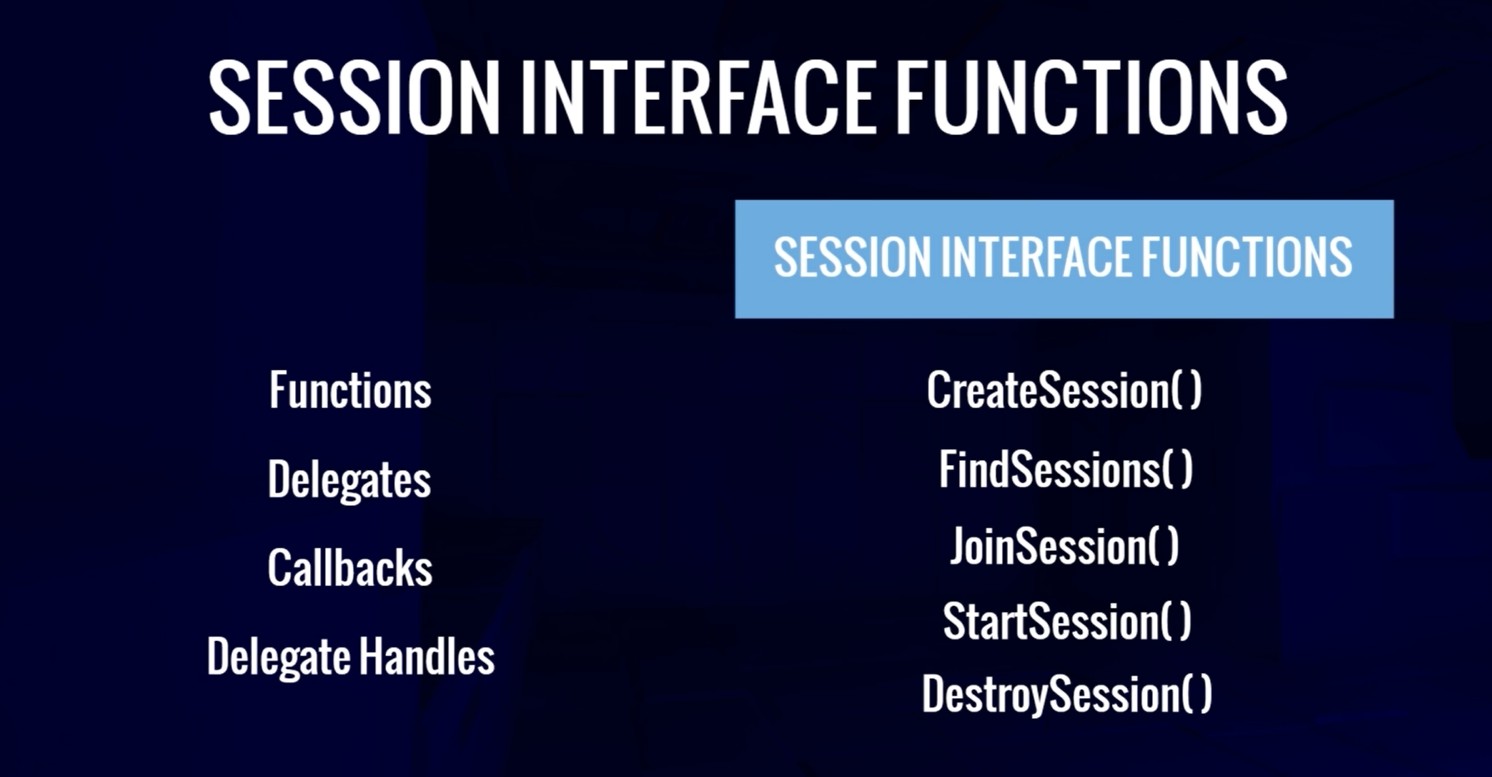 SESSION INTERFACE FUNCTIONS
SESSION INTERFACE FUNCTIONS
Functions
Delegates
Callbacks
Delegate Handles
CreateSession( )
FindSessions( )
JoinSession( )
StartSession( )
DestroySession( )